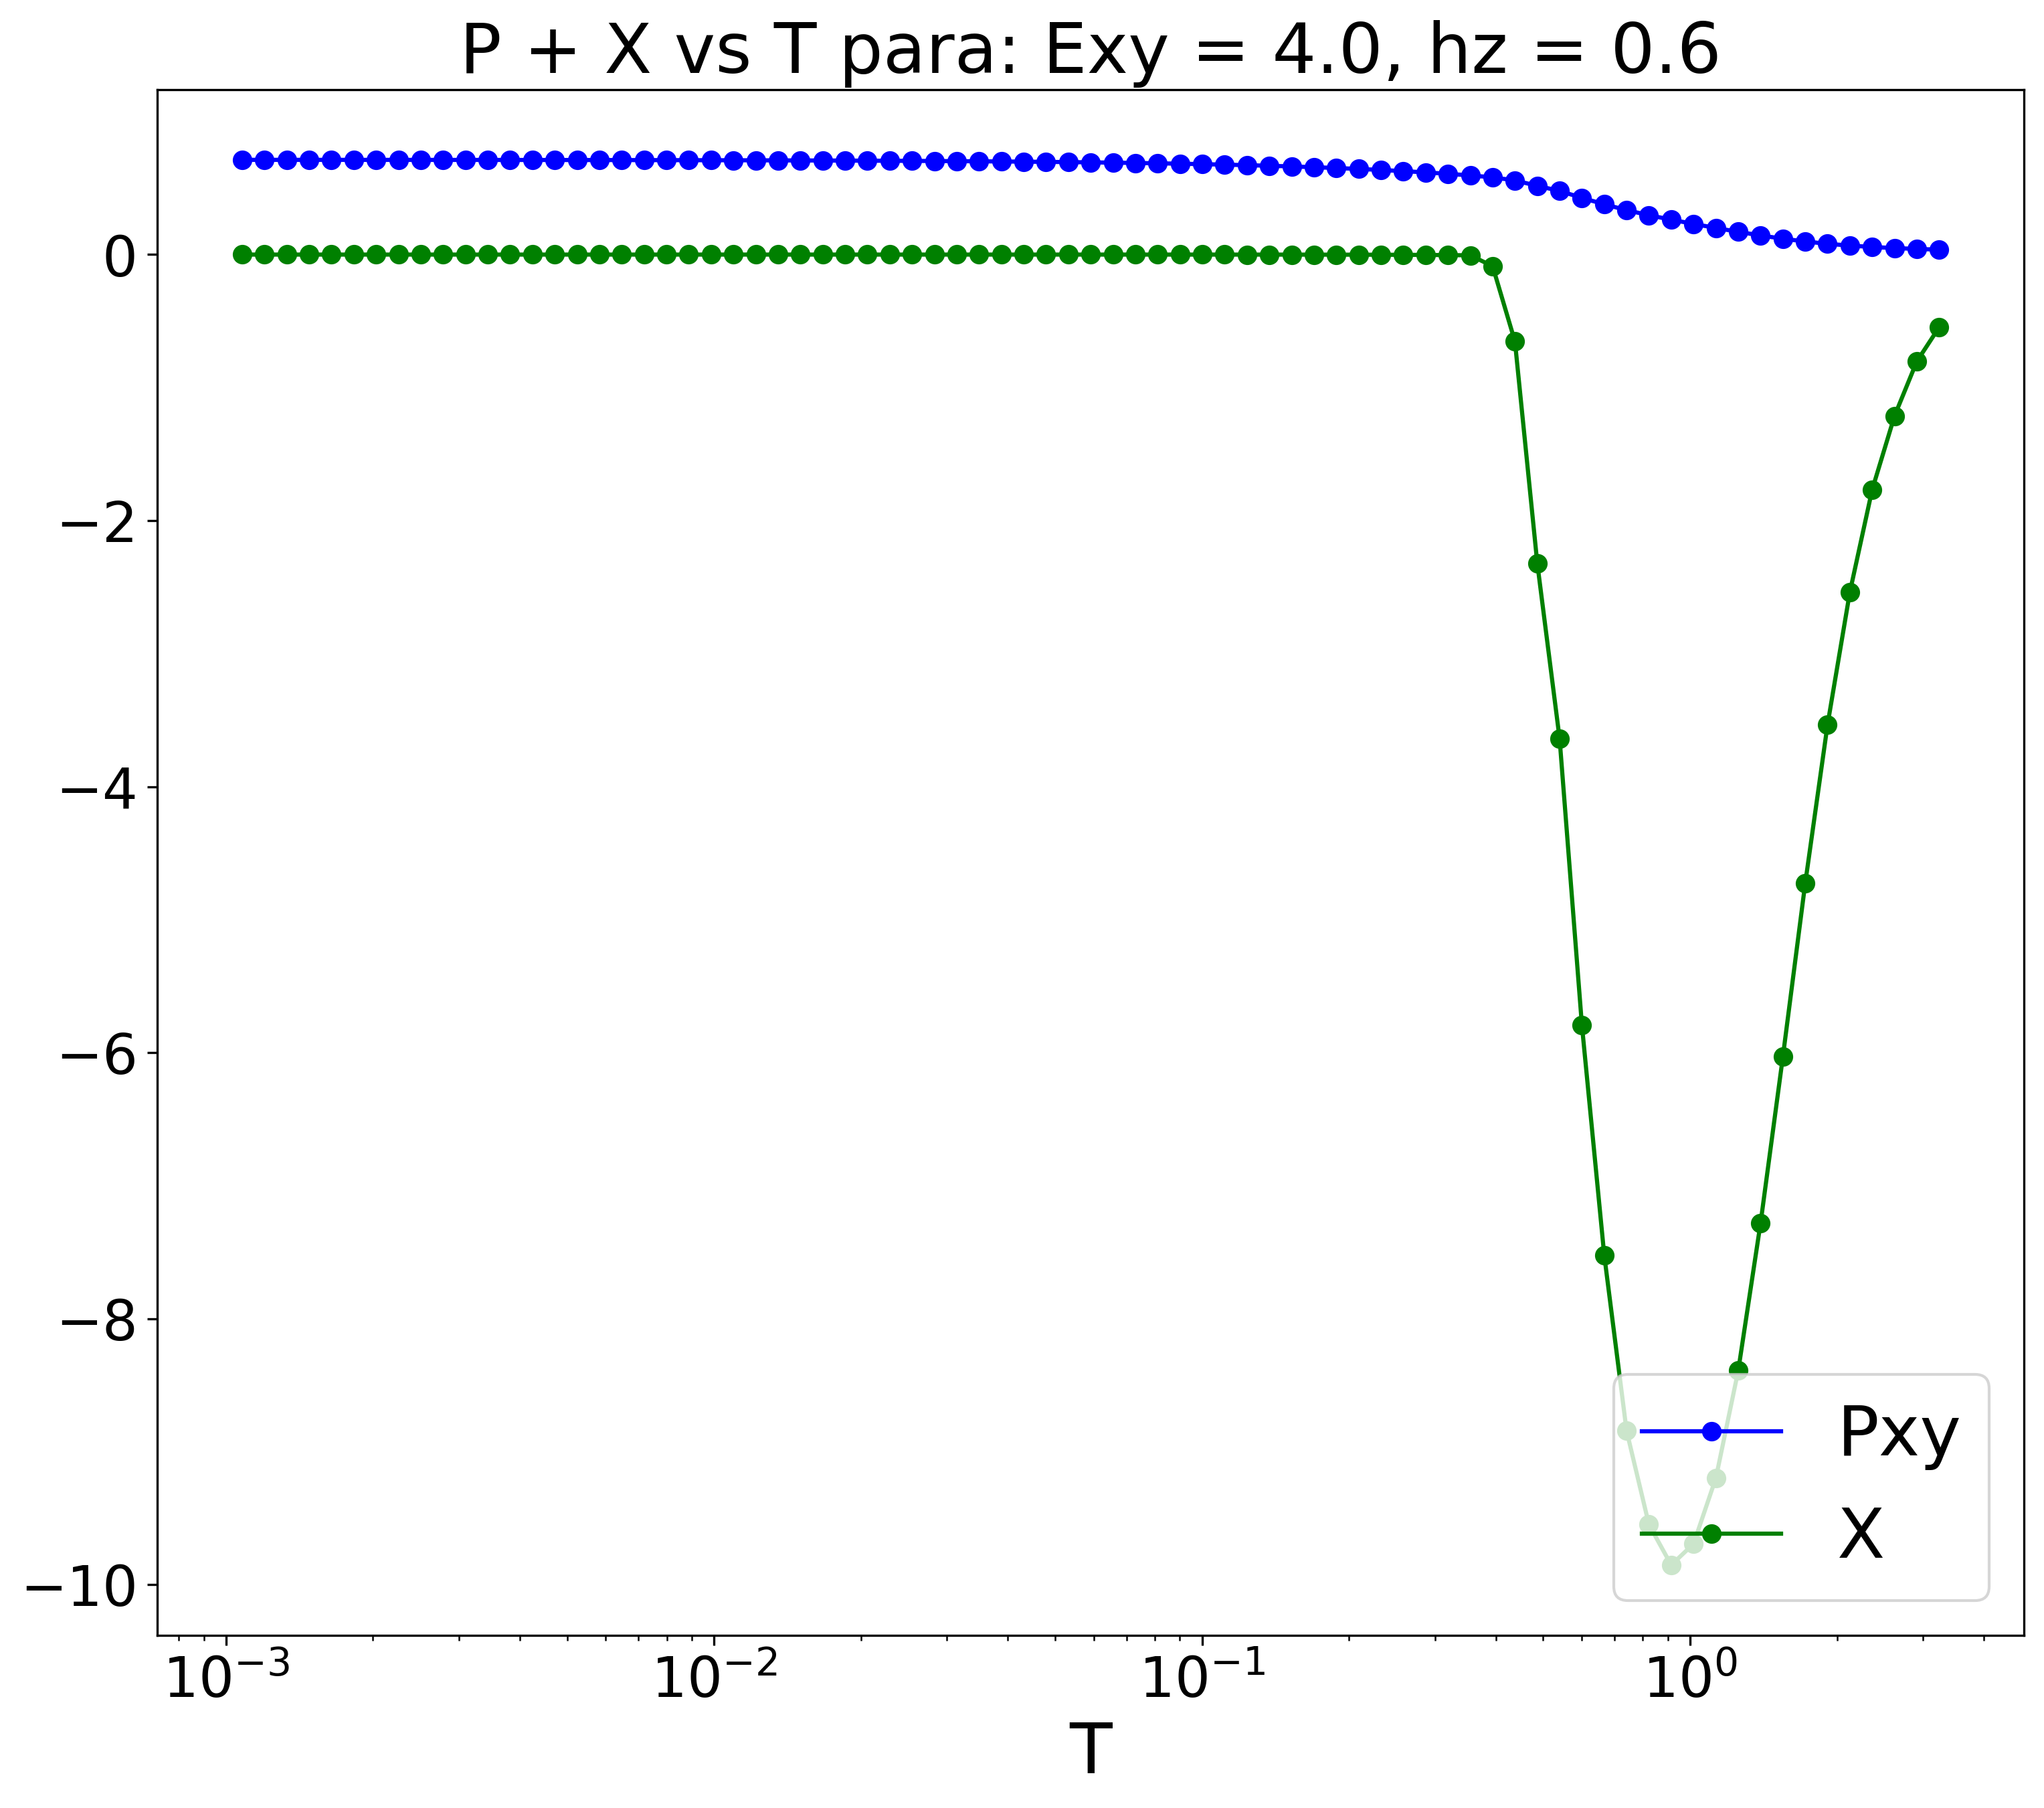 P + X vs T para: Exy = 4.0, hz = 0.6
0
−2
−4
−6
−8
−10
10⁻³ 10⁻² 10⁻¹ 10⁰
T
Pxy
X